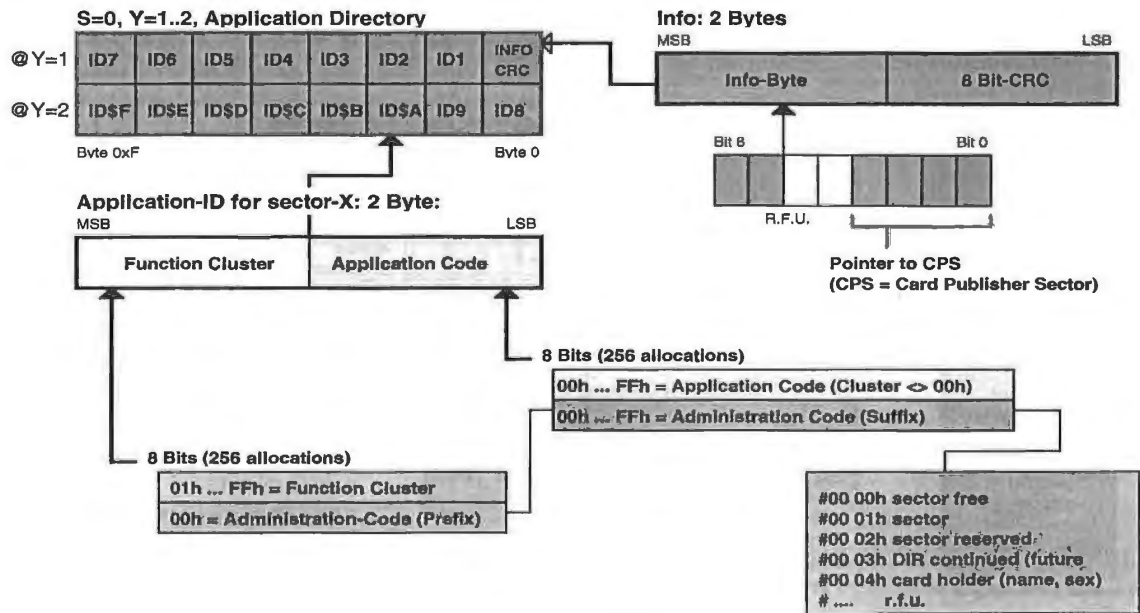 S=0, Y=1..2, Application Directory
@Y=1 ID7 ID6 ID5 ID4 ID3 ID2 ID1 INFO CRC
@Y=2 ID$F ID$E ID$D ID$C ID$B ID$A ID9 ID8
Byte 0xF Byte 0
Info: 2 Bytes
MSB LSB
Info-Byte 8 Bit-CRC
Bit 6 Bit 0
R.F.U.
Pointer to CPS
(CPS = Card Publisher Sector)
Application-ID for sector-X: 2 Byte:
MSB LSB
Function Cluster Application Code
8 Bits (256 allocations)
00h ... FFh = Application Code (Cluster <> 00h)
00h ... FFh = Administration Code (Suffix)
8 Bits (256 allocations)
01h ... FFh = Function Cluster
00h = Administration-Code (Prefix)
#00 00h sector free
#00 01h sector
#00 02h sector reserved
#00 03h DIR continued (future
#00 04h card holder (name, sex)
# .... r.f.u.